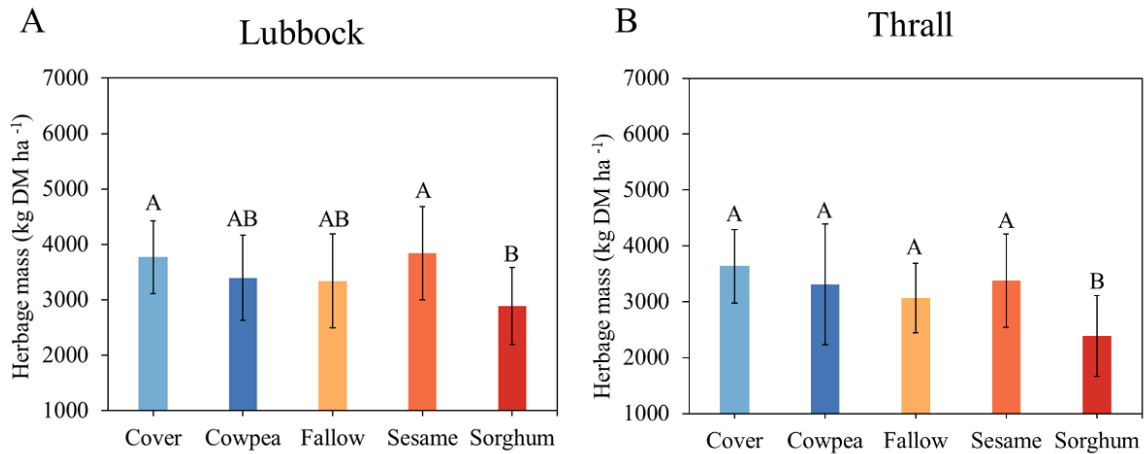 A
Lubbock
Herbage mass (kg DM ha ⁻¹)
7000
6000
5000
4000
3000
2000
1000
A
AB
AB
A
B
Cover Cowpea Fallow Sesame Sorghum
B
Thrall
Herbage mass (kg DM ha ⁻¹)
7000
6000
5000
4000
3000
2000
1000
A
A
A
A
B
Cover Cowpea Fallow Sesame Sorghum